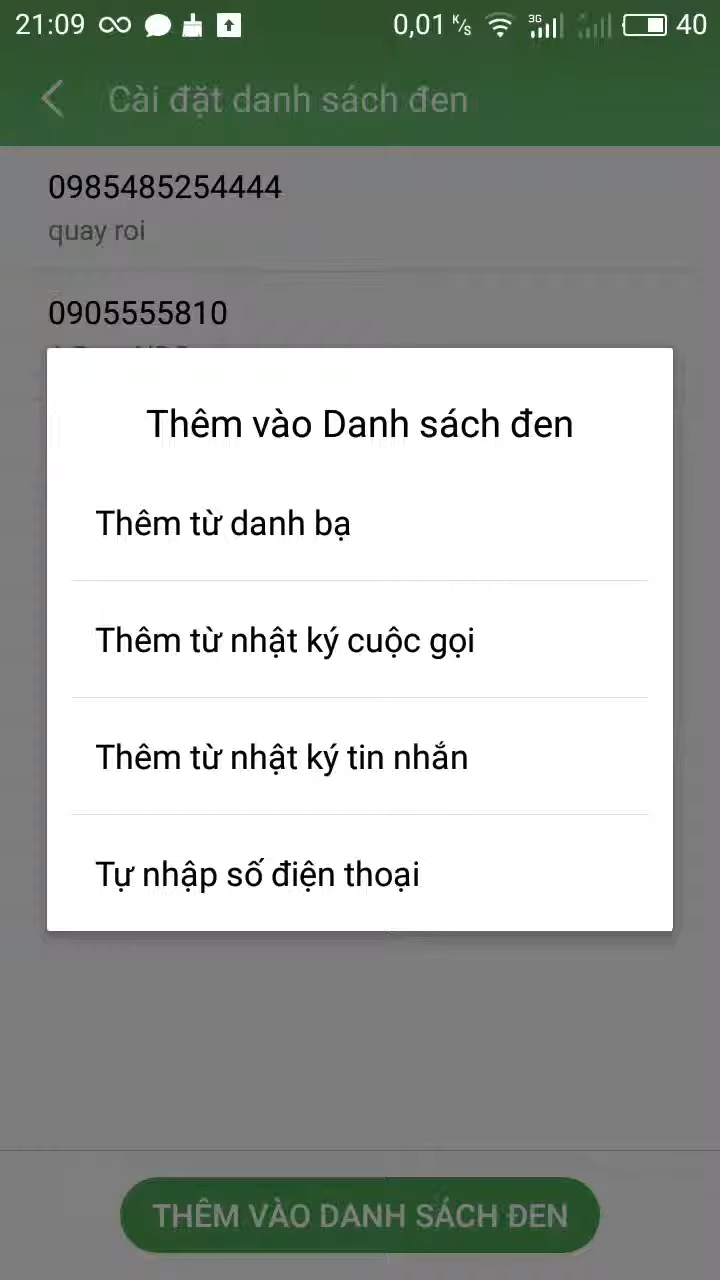 21:09 0,01 K/s 3G 40
Cài đặt danh sách đen
0985485254444
quay roi
0905555810
Thêm vào Danh sách đen
Thêm từ danh bạ
Thêm từ nhật ký cuộc gọi
Thêm từ nhật ký tin nhắn
Tự nhập số điện thoại
THÊM VÀO DANH SÁCH ĐEN